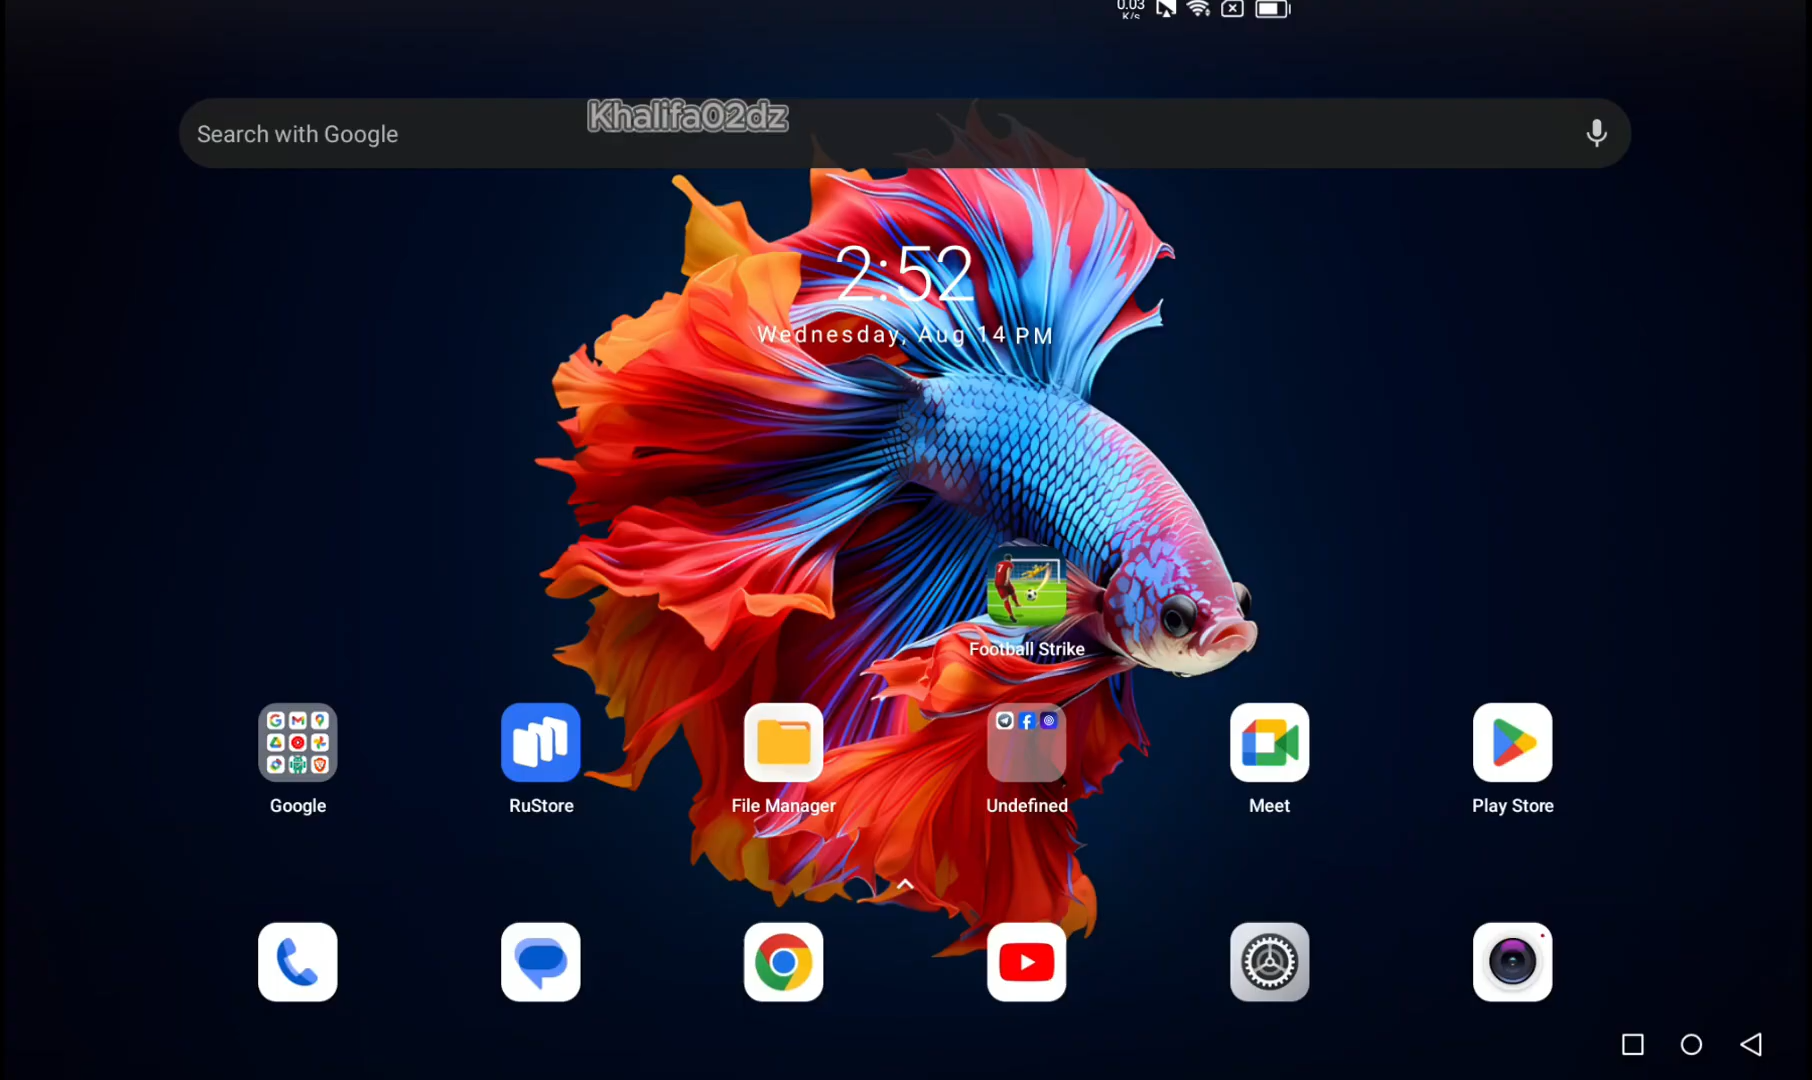 0.03
K/s
Search with Google
Khalifa02dz
2:52
Wednesday, Aug 14 PM
Football Strike
Google
RuStore
File Manager
Undefined
Meet
Play Store